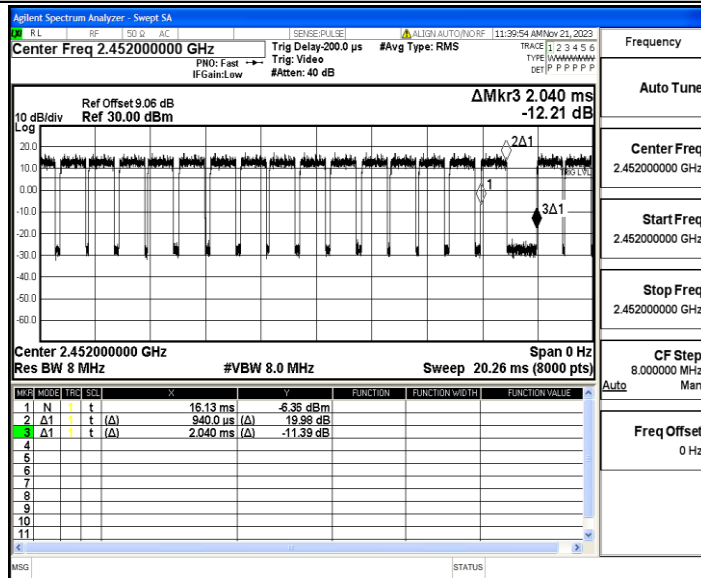 Agilent Spectrum Analyzer - Swept SA
RL RF 50 Ω AC SENSE:PULSE ALIGN AUTO/NO RF 11:39:54 AM Nov 21, 2023
Center Freq 2.452000000 GHz
PNO: Fast
IFGain:Low
Trig Delay-200.0 µs
Trig: Video
#Atten: 40 dB
#Avg Type: RMS
TRACE 1 2 3 4 5 6
TYPE WWWWWW
DET P P P P P P
ΔMkr3 2.040 ms
-12.21 dB
Ref Offset 9.06 dB
10 dB/div Ref 30.00 dBm
Log
20.0
10.0
0.00
-10.0
-20.0
-30.0
-40.0
-50.0
-60.0
2Δ1
TRIG LVL
1
3Δ1
Center 2.452000000 GHz Span 0 Hz
Res BW 8 MHz #VBW 8.0 MHz Sweep 20.26 ms (8000 pts)
MKR MODE TRC SCL X Y FUNCTION FUNCTION WIDTH FUNCTION VALUE
1 N 1 t 16.13 ms -6.35 dBm
2 Δ1 1 t (Δ) 940.0 µs (Δ) 19.98 dB
3 Δ1 1 t (Δ) 2.040 ms (Δ) -11.39 dB
4
5
6
7
8
9
10
11
MSG STATUS
Frequency
Auto Tune
Center Freq
2.452000000 GHz
Start Freq
2.452000000 GHz
Stop Freq
2.452000000 GHz
CF Step
8.000000 MHz
Auto Man
Freq Offset
0 Hz